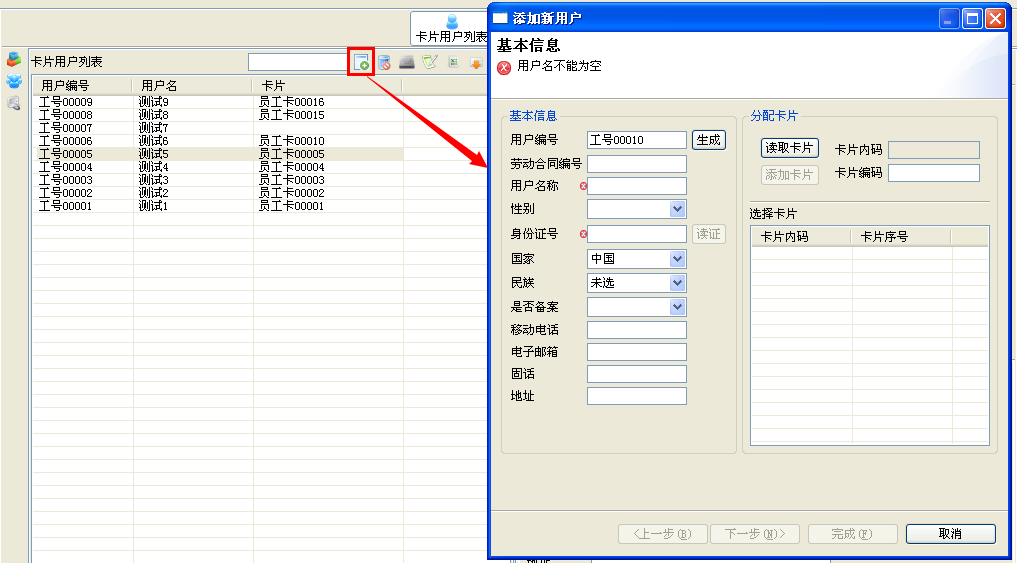 卡片用户列表
卡片用户列表
用户编号 用户名 卡片
工号00009 测试9 员工卡00016
工号00008 测试8 员工卡00015
工号00007 测试7
工号00006 测试6 员工卡00010
工号00005 测试5 员工卡00005
工号00004 测试4 员工卡00004
工号00003 测试3 员工卡00003
工号00002 测试2 员工卡00002
工号00001 测试1 员工卡00001
添加新用户
基本信息
用户名不能为空
基本信息
用户编号 工号00010 生成
劳动合同编号
用户名称
性别
身份证号 读证
国家 中国
民族 未选
是否备案
移动电话
电子邮箱
固话
地址
分配卡片
读取卡片 卡片内码
添加卡片 卡片编码
选择卡片
卡片内码 卡片序号
<上一步(B) 下一步(N)> 完成(F) 取消